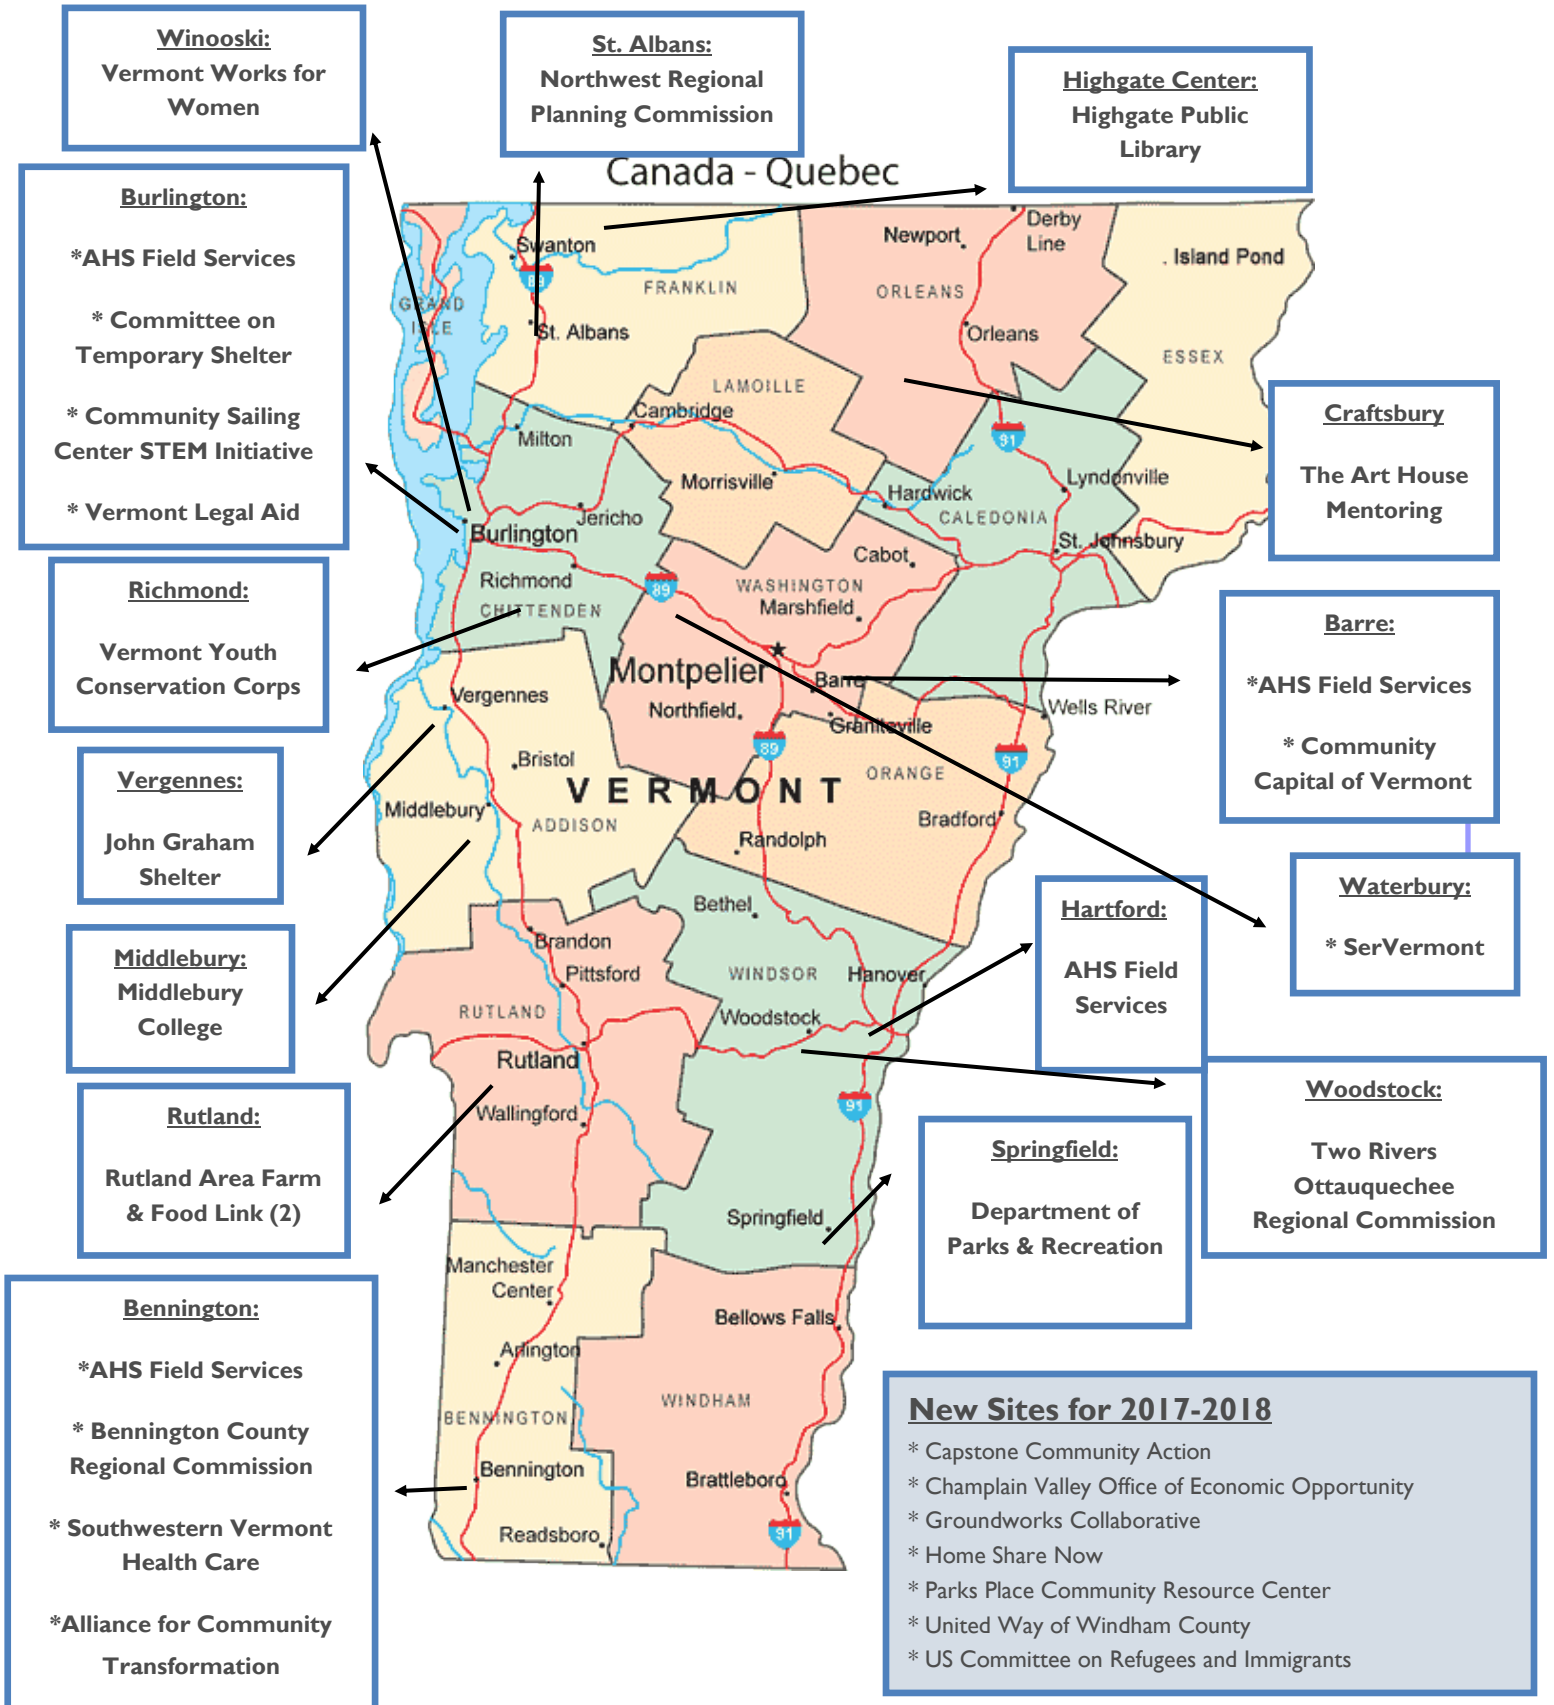 Winooski:
Vermont Works for
Women
St. Albans:
Northwest Regional
Planning Commission
Highgate Center:
Highgate Public
Library
Canada - Quebec
Burlington:
*AHS Field Services
* Committee on
Temporary Shelter
* Community Sailing
Center STEM Initiative
* Vermont Legal Aid
Richmond:
Vermont Youth
Conservation Corps
Vergennes:
John Graham
Shelter
Middlebury:
Middlebury
College
Rutland:
Rutland Area Farm
& Food Link (2)
Bennington:
*AHS Field Services
* Bennington County
Regional Commission
* Southwestern Vermont
Health Care
*Alliance for Community
Transformation
Swanton
89
FRANKLIN
GRAND
ISLE
St. Albans
Newport
Derby
Line
ORLEANS
Orleans
Island Pond
ESSEX
LAMOILLE
Cambridge
Milton
Morrisville
Jericho
Burlington
Richmond
CHITTENDEN
89
91
Hardwick
Lyndonville
CALEDONIA
St. Johnsbury
Cabot
WASHINGTON
Marshfield
Montpelier
Barre
Northfield
Graniteville
Wells River
Vergennes
Bristol
VERMONT
89
91
ORANGE
Middlebury
ADDISON
Bradford
Randolph
Bethel
Brandon
Pittsford
WINDSOR
Hanover
RUTLAND
Woodstock
Rutland
Wallingford
91
Springfield
Manchester
Center
Bellows Falls
Arlington
WINDHAM
BENNINGTON
Bennington
Brattleboro
Readsboro
91
Craftsbury
The Art House
Mentoring
Barre:
*AHS Field Services
* Community
Capital of Vermont
Waterbury:
* SerVermont
Hartford:
AHS Field
Services
Woodstock:
Two Rivers
Ottauquechee
Regional Commission
Springfield:
Department of
Parks & Recreation
New Sites for 2017-2018
* Capstone Community Action
* Champlain Valley Office of Economic Opportunity
* Groundworks Collaborative
* Home Share Now
* Parks Place Community Resource Center
* United Way of Windham County
* US Committee on Refugees and Immigrants